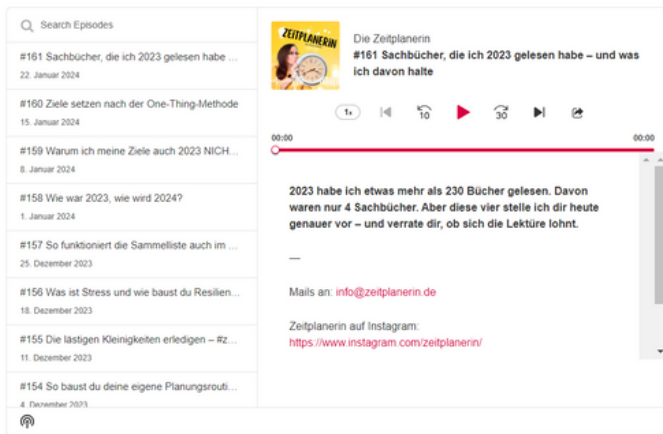 Search Episodes
#161 Sachbücher, die ich 2023 gelesen habe ...
22. Januar 2024
#160 Ziele setzen nach der One-Thing-Methode
15. Januar 2024
#159 Warum ich meine Ziele auch 2023 NICH...
8. Januar 2024
#158 Wie war 2023, wie wird 2024?
1. Januar 2024
#157 So funktioniert die Sammelliste auch im ...
25. Dezember 2023
#156 Was ist Stress und wie baust du Resilien...
18. Dezember 2023
#155 Die lästigen Kleinigkeiten erledigen – #z...
11. Dezember 2023
#154 So baust du deine eigene Planungsrouti...
4. Dezember 2023
ZEITPLANERIN
Die Zeitplanerin
#161 Sachbücher, die ich 2023 gelesen habe – und was
ich davon halte
1x
10
30
00:00
00:00
2023 habe ich etwas mehr als 230 Bücher gelesen. Davon
waren nur 4 Sachbücher. Aber diese vier stelle ich dir heute
genauer vor – und verrate dir, ob sich die Lektüre lohnt.
—
Mails an: info@zeitplanerin.de
Zeitplanerin auf Instagram:
https://www.instagram.com/zeitplanerin/